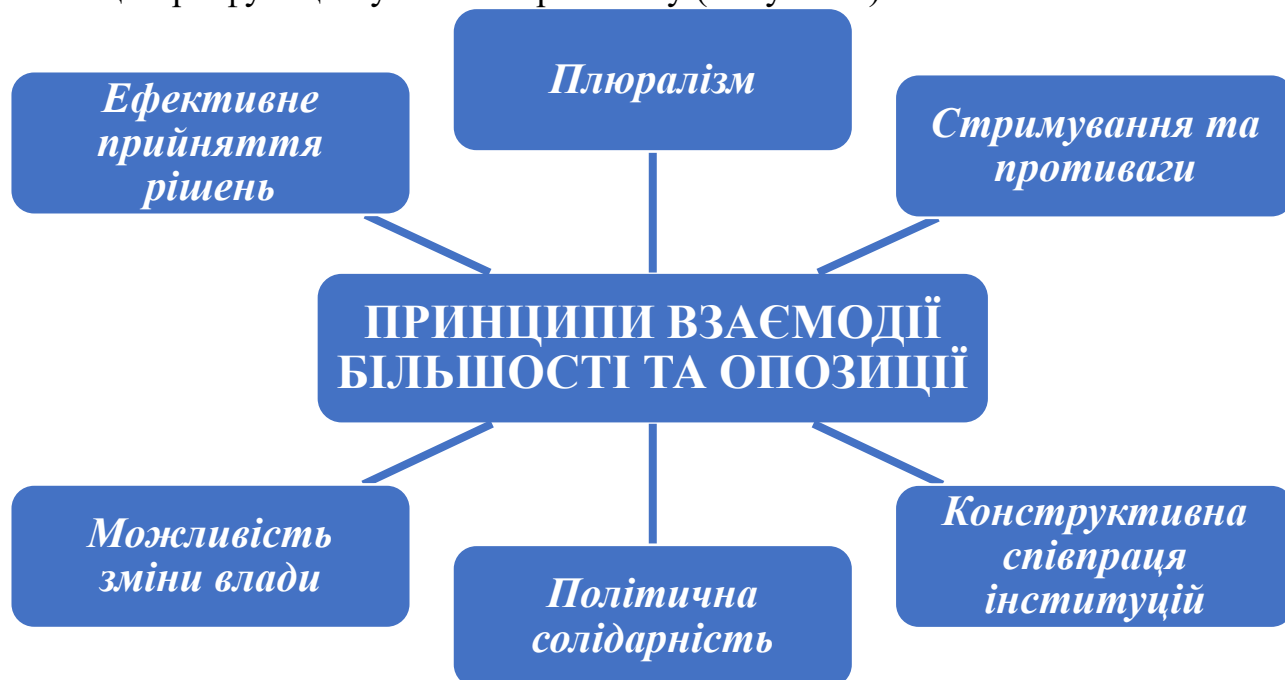 Плюралізм
Ефективне
прийняття
рішень
Стримування та
противаги
ПРИНЦИПИ ВЗАЄМОДІЇ
БІЛЬШОСТІ ТА ОПОЗИЦІЇ
Можливість
зміни влади
Політична
солідарність
Конструктивна
співпраця
інституцій